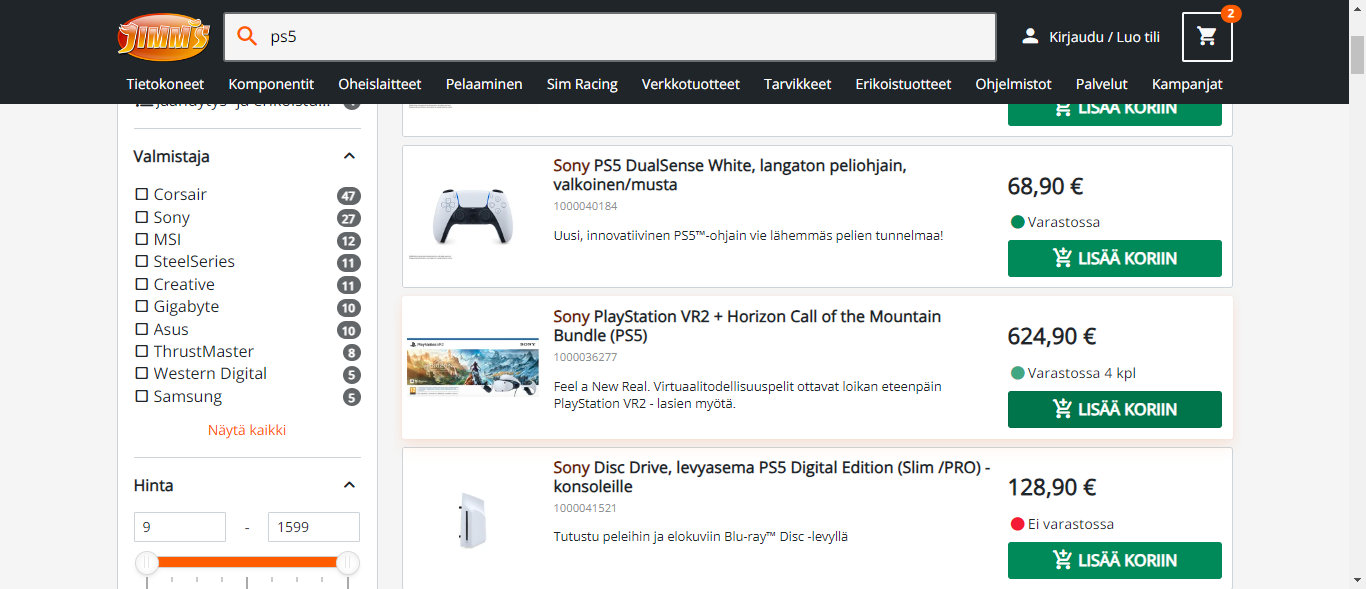 JIMM'S
ps5
Kirjaudu / Luo tili
2
Tietokoneet
Komponentit
Oheislaitteet
Pelaaminen
Sim Racing
Verkkotuotteet
Tarvikkeet
Erikoistuotteet
Ohjelmistot
Palvelut
Kampanjat
Valmistaja
Corsair 47
Sony 27
MSI 12
SteelSeries 11
Creative 11
Gigabyte 10
Asus 10
ThrustMaster 8
Western Digital 5
Samsung 5
Näytä kaikki
Hinta
9 - 1599
LISÄÄ KORIIN
Sony PS5 DualSense White, langaton peliohjain,
valkoinen/musta
1000040184
Uusi, innovatiivinen PS5™-ohjain vie lähemmäs pelien tunnelmaa!
68,90 €
Varastossa
LISÄÄ KORIIN
Sony PlayStation VR2 + Horizon Call of the Mountain
Bundle (PS5)
1000036277
Feel a New Real. Virtuaalitodellisuuspelit ottavat loikan eteenpäin
PlayStation VR2 - lasien myötä.
624,90 €
Varastossa 4 kpl
LISÄÄ KORIIN
Sony Disc Drive, levyasema PS5 Digital Edition (Slim /PRO) -
konsoleille
1000041521
Tutustu peleihin ja elokuviin Blu-ray™ Disc -levyllä
128,90 €
Ei varastossa
LISÄÄ KORIIN